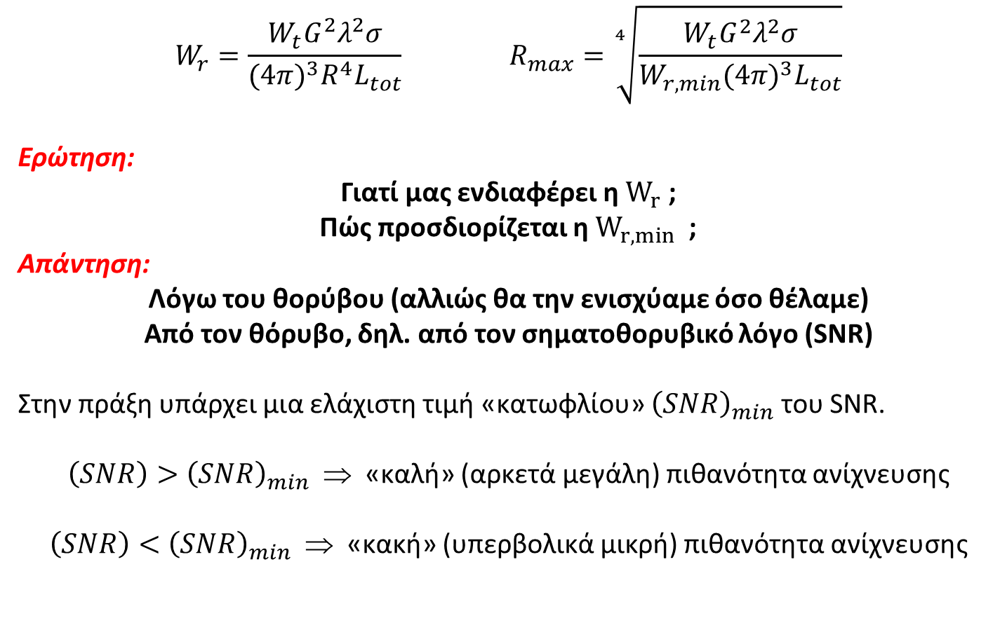 $W_r = \frac{W_t G^2 \lambda^2 \sigma}{(4\pi)^3 R^4 L_{tot}}$ $R_{max} = \sqrt[4]{\frac{W_t G^2 \lambda^2 \sigma}{W_{r,min} (4\pi)^3 L_{tot}}}$
Ερώτηση:
Γιατί μας ενδιαφέρει η $W_r$ ;
Πώς προσδιορίζεται η $W_{r,min}$ ;
Απάντηση:
Λόγω του θορύβου (αλλιώς θα την ενισχύαμε όσο θέλαμε)
Από τον θόρυβο, δηλ. από τον σηματοθορυβικό λόγο (SNR)
Στην πράξη υπάρχει μια ελάχιστη τιμή «κατωφλίου» $(SNR)_{min}$ του SNR.
$(SNR) > (SNR)_{min} \Rightarrow$ «καλή» (αρκετά μεγάλη) πιθανότητα ανίχνευσης
$(SNR) < (SNR)_{min} \Rightarrow$ «κακή» (υπερβολικά μικρή) πιθανότητα ανίχνευσης